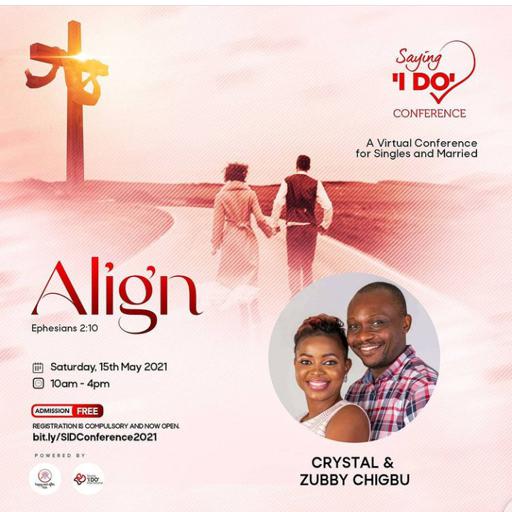 Saying
'I DO'
CONFERENCE
A Virtual Conference
for Singles and Married
Align
Ephesians 2:10
Saturday, 15th May 2021
10am - 4pm
ADMISSION FREE
REGISTRATION IS COMPULSORY AND NOW OPEN.
bit.ly/SIDConference2021
POWERED BY
CRYSTAL &
ZUBBY CHIGBU